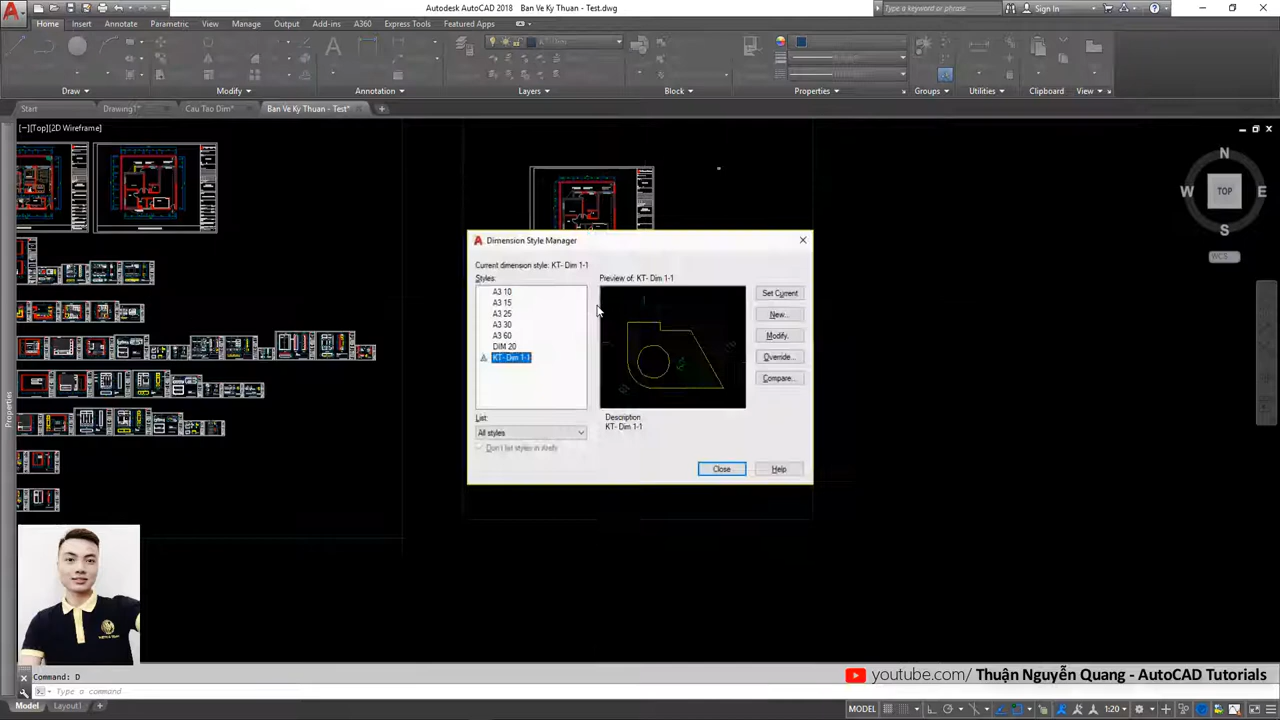 Autodesk AutoCAD 2018 Ban Ve Ky Thuan - Test.dwg
Type a keyword or phrase
Sign In
Home Insert Annotate Parametric View Manage Output Add-ins A360 Express Tools Featured Apps
Draw Modify Annotation Layers Block Properties Groups Utilities Clipboard View
Start Drawing1* Cau Tao Dim* Ban Ve Ky Thuan - Test*
[−][Top][2D Wireframe]
N
W TOP E
S
WCS
Properties
Dimension Style Manager
Current dimension style: KT- Dim 1-1
Styles: Preview of: KT- Dim 1-1
A3 10
A3 15
A3 25
A3 30
A3 60
DIM 20
KT- Dim 1-1
Set Current
New...
Modify...
Override...
Compare...
List:
All styles
Don't list styles in Xrefs
Description
KT- Dim 1-1
Close Help
Command: D
Type a command
youtube.com/ Thuận Nguyễn Quang - AutoCAD Tutorials
Model Layout1 +
MODEL 1:20